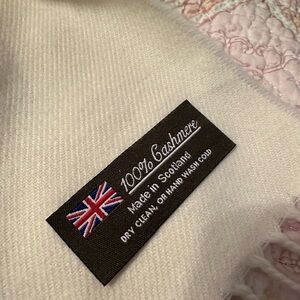 100% Cashmere
Made in Scotland
DRY CLEAN, OR HAND WASH COLD